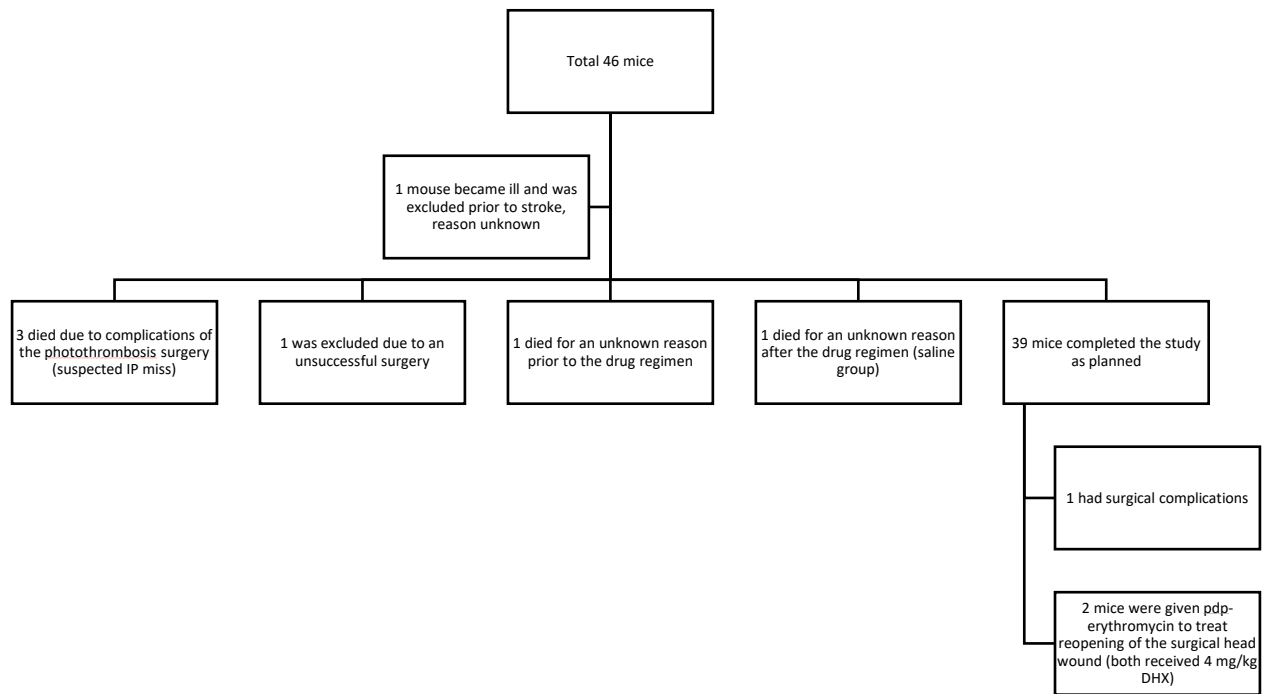 Total 46 mice
1 mouse became ill and was
excluded prior to stroke,
reason unknown
3 died due to complications of
the photothrombosis surgery
(suspected IP miss)
1 was excluded due to an
unsuccessful surgery
1 died for an unknown reason
prior to the drug regimen
1 died for an unknown reason
after the drug regimen (saline
group)
39 mice completed the study
as planned
1 had surgical complications
2 mice were given pdp-
erythromycin to treat
reopening of the surgical head
wound (both received 4 mg/kg
DHX)